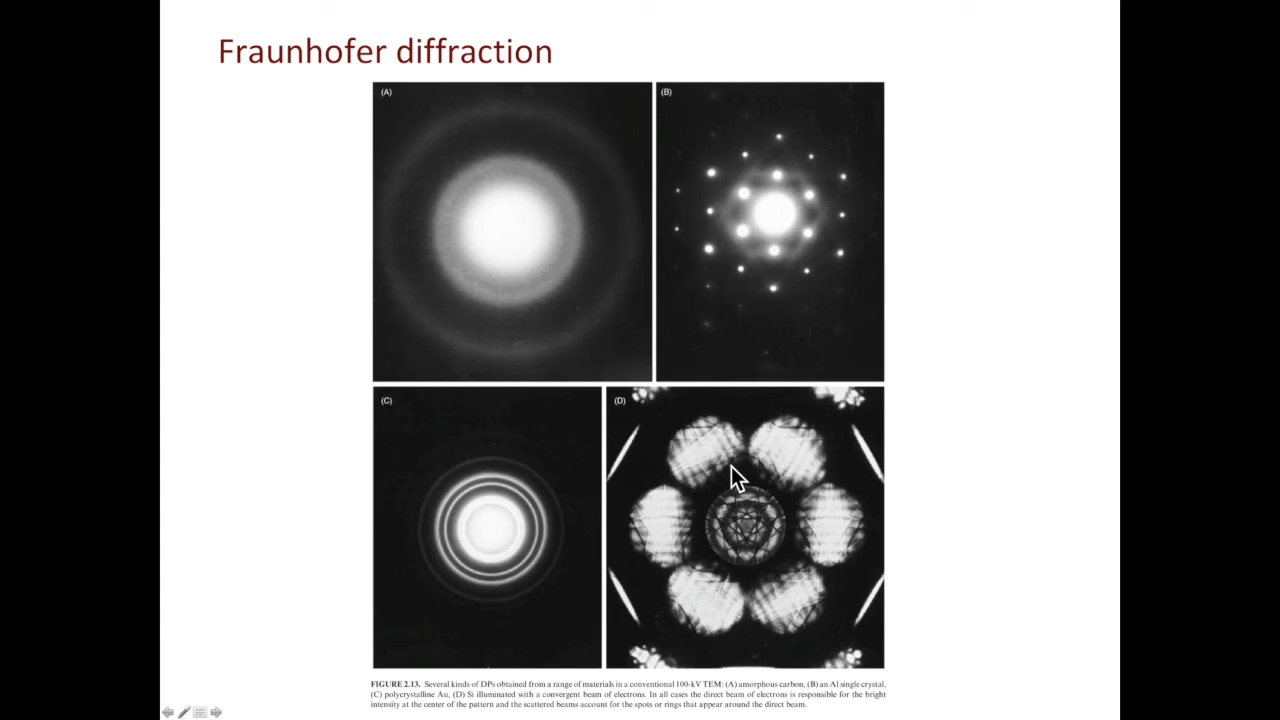 Fraunhofer diffraction
(A)
(B)
(C)
(D)
FIGURE 2.13. Several kinds of DPs obtained from a range of materials in a conventional 100-kV TEM: (A) amorphous carbon, (B) an Al single crystal,
(C) polycrystalline Au, (D) Si illuminated with a convergent beam of electrons. In all cases the direct beam of electrons is responsible for the bright
intensity at the center of the pattern and the scattered beams account for the spots or rings that appear around the direct beam.